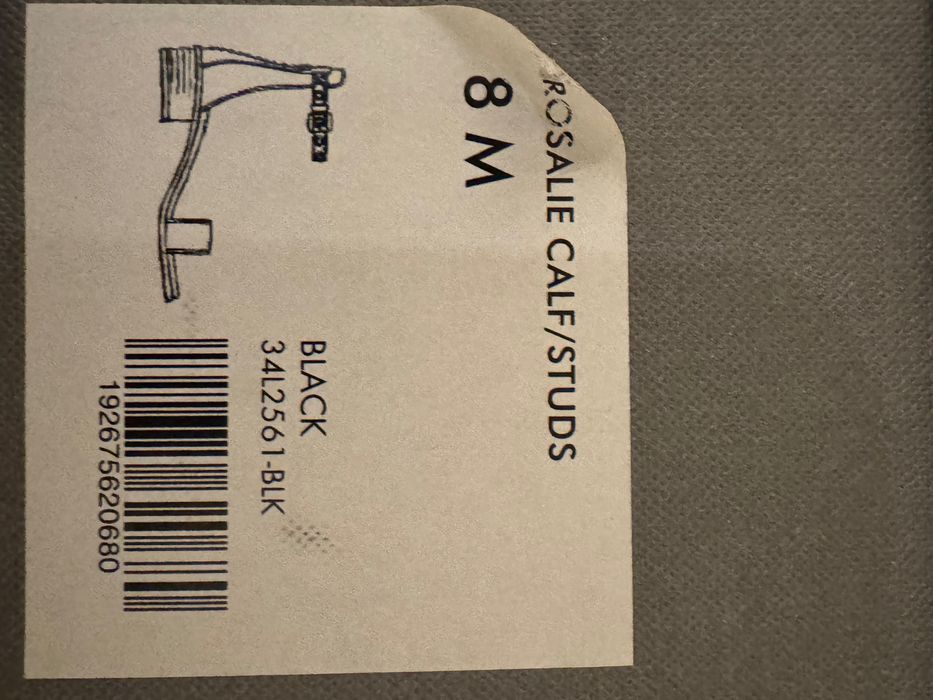 ROSALIE CALF/STUDS
8 M
BLACK
34L2561-BLK
192675620680